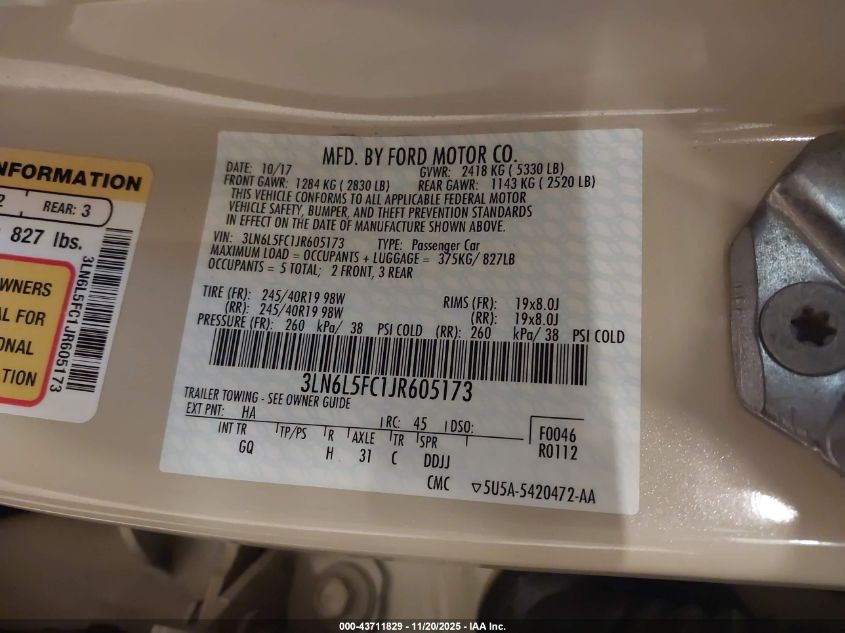 MFD. BY FORD MOTOR CO.
DATE: 10/17 GVWR: 2418 KG ( 5330 LB)
FRONT GAWR: 1284 KG ( 2830 LB) REAR GAWR: 1143 KG ( 2520 LB)
THIS VEHICLE CONFORMS TO ALL APPLICABLE FEDERAL MOTOR
VEHICLE SAFETY, BUMPER, AND THEFT PREVENTION STANDARDS
IN EFFECT ON THE DATE OF MANUFACTURE SHOWN ABOVE.
VIN: 3LN6L5FC1JR605173 TYPE: Passenger Car
MAXIMUM LOAD = OCCUPANTS + LUGGAGE = 375KG/ 827LB
OCCUPANTS = 5 TOTAL; 2 FRONT, 3 REAR
TIRE (FR): 245/40R19 98W RIMS (FR): 19x8.0J
(RR): 245/40R19 98W (RR): 19x8.0J
PRESSURE (FR): 260 kPa/ 38 PSI COLD (RR): 260 kPa/ 38 PSI COLD
3LN6L5FC1JR605173
TRAILER TOWING - SEE OWNER GUIDE
EXT PNT: HA RC: 45 DSO: F0046
INT TR TP/PS R AXLE TR SPR R0112
GQ H 31 C DDJJ
CMC ▽5U5A-5420472-AA
NFORMATION
2 REAR: 3
827 lbs.
WNERS
AL FOR
ONAL
TION
3LN6L5FC1JR605173
000-43711829 - 11/20/2025 - IAA Inc.